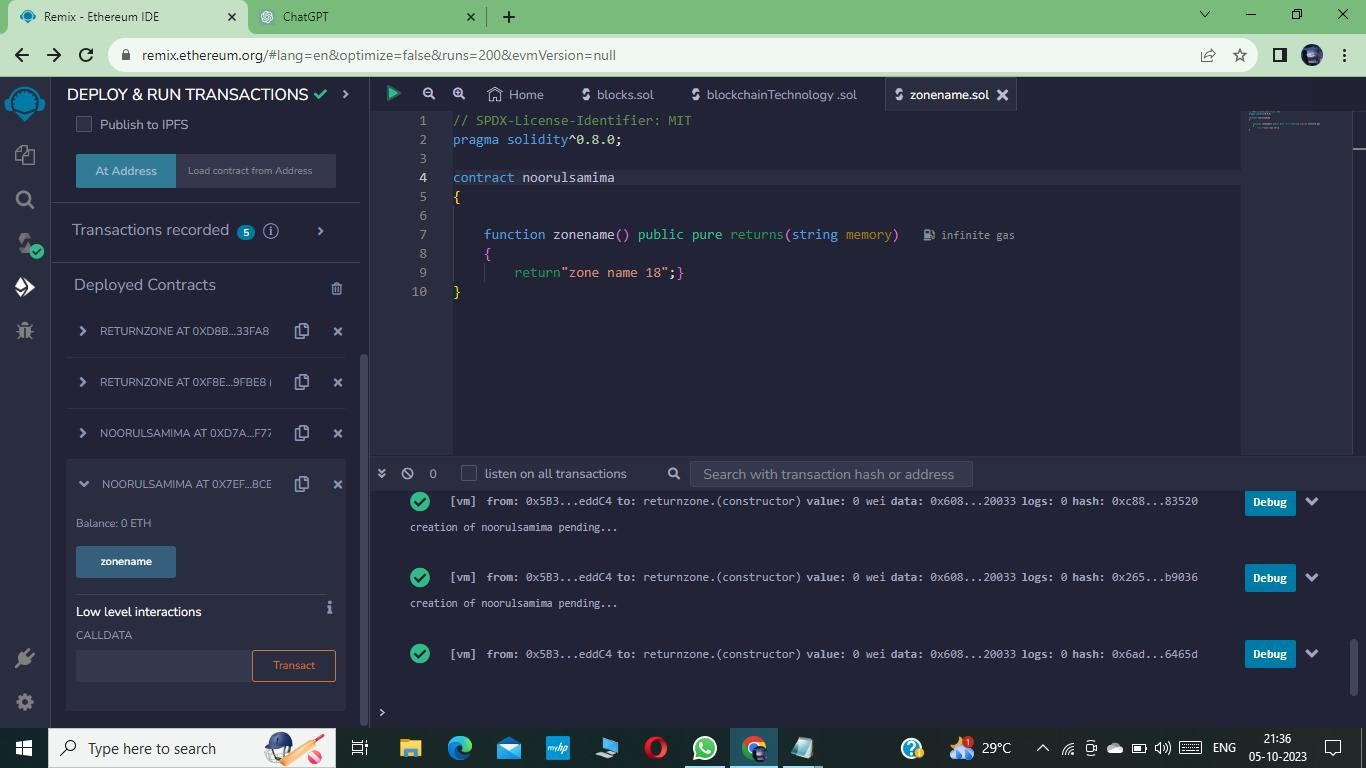 Remix - Ethereum IDE
ChatGPT
remix.ethereum.org/#lang=en&optimize=false&runs=200&evmVersion=null
DEPLOY & RUN TRANSACTIONS
Publish to IPFS
At Address
Load contract from Address
Transactions recorded 5
Deployed Contracts
RETURNZONE AT 0XD8B...33FA8
RETURNZONE AT 0XF8E...9FBE8 (
NOORULSAMIMA AT 0XD7A...F77
NOORULSAMIMA AT 0X7EF...8CE
Balance: 0 ETH
zonename
Low level interactions
CALLDATA
Transact
Home
blocks.sol
blockchainTechnology .sol
zonename.sol
1 // SPDX-License-Identifier: MIT
2 pragma solidity^0.8.0;
3
4 contract noorulsamima
5 {
6
7 function zonename() public pure returns(string memory) infinite gas
8 {
9 return"zone name 18";}
10 }
0
listen on all transactions
Search with transaction hash or address
[vm] from: 0x5B3...eddC4 to: returnzone.(constructor) value: 0 wei data: 0x608...20033 logs: 0 hash: 0xc88...83520
Debug
creation of noorulsamima pending...
[vm] from: 0x5B3...eddC4 to: returnzone.(constructor) value: 0 wei data: 0x608...20033 logs: 0 hash: 0x265...b9036
Debug
creation of noorulsamima pending...
[vm] from: 0x5B3...eddC4 to: returnzone.(constructor) value: 0 wei data: 0x608...20033 logs: 0 hash: 0x6ad...6465d
Debug
>
Type here to search
myhp
1
29°C
ENG
21:36
05-10-2023